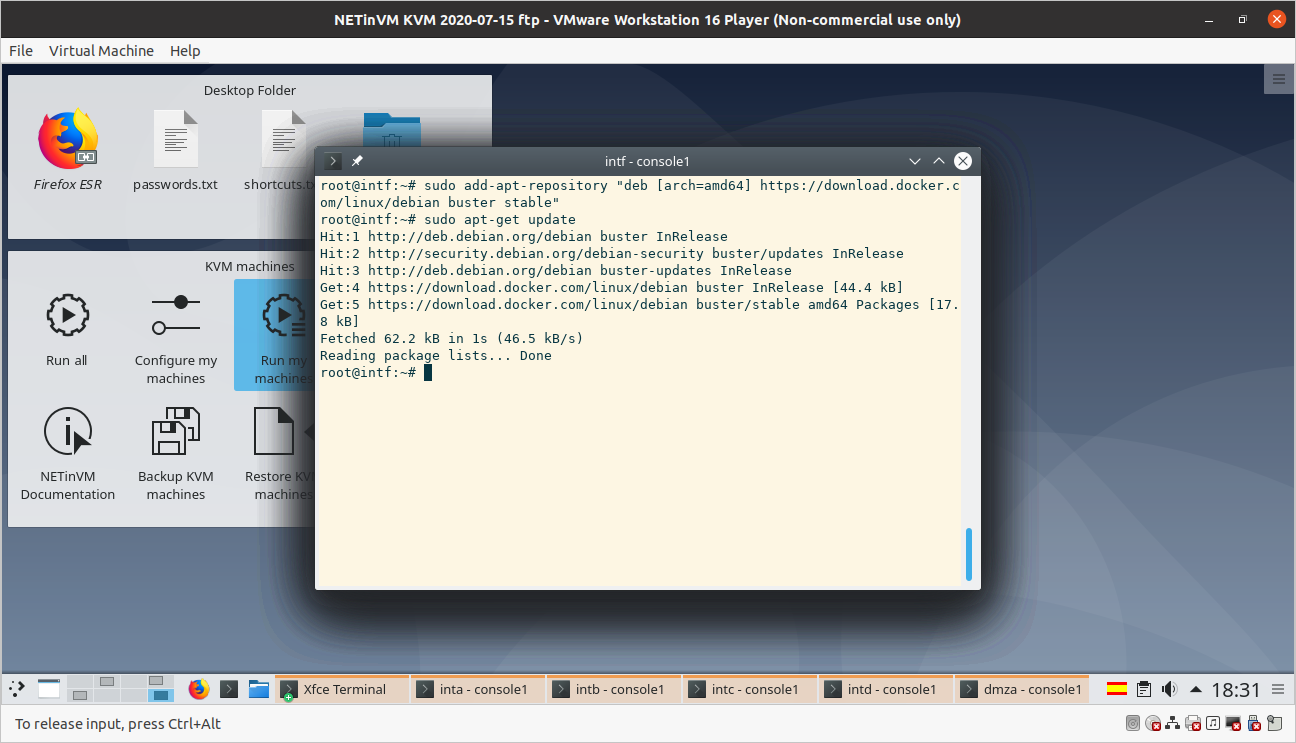 NETinVM KVM 2020-07-15 ftp - VMware Workstation 16 Player (Non-commercial use only)
File Virtual Machine Help
Desktop Folder
Firefox ESR
passwords.txt
shortcuts.tx
intf - console1
root@intf:~# sudo add-apt-repository "deb [arch=amd64] https://download.docker.c
om/linux/debian buster stable"
root@intf:~# sudo apt-get update
Hit:1 http://deb.debian.org/debian buster InRelease
Hit:2 http://security.debian.org/debian-security buster/updates InRelease
Hit:3 http://deb.debian.org/debian buster-updates InRelease
Get:4 https://download.docker.com/linux/debian buster InRelease [44.4 kB]
Get:5 https://download.docker.com/linux/debian buster/stable amd64 Packages [17.
8 kB]
Fetched 62.2 kB in 1s (46.5 kB/s)
Reading package lists... Done
root@intf:~#
KVM machines
Run all
Configure my
machines
Run my
machines
NETinVM
Documentation
Backup KVM
machines
Restore KV
machines
Xfce Terminal
inta - console1
intb - console1
intc - console1
intd - console1
dmza - console1
18:31
To release input, press Ctrl+Alt